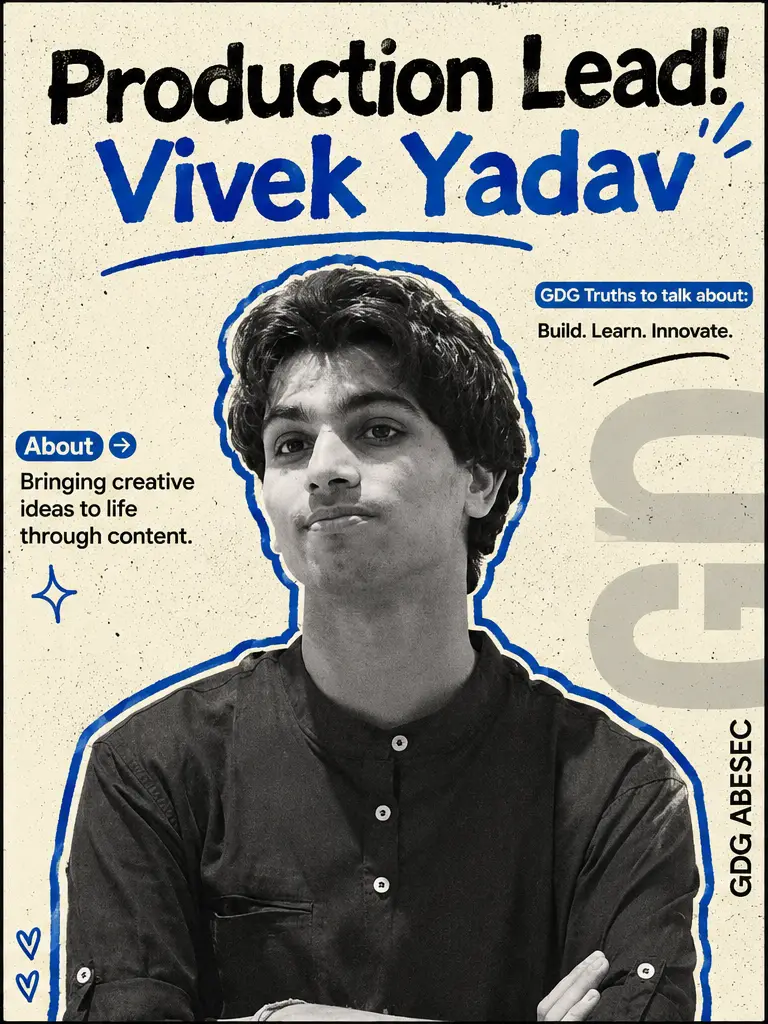 Production Lead!
Vivek Yadav
GDG Truths to talk about:
Build. Learn. Innovate.
About →
Bringing creative
ideas to life
through content.
GDG ABESEC